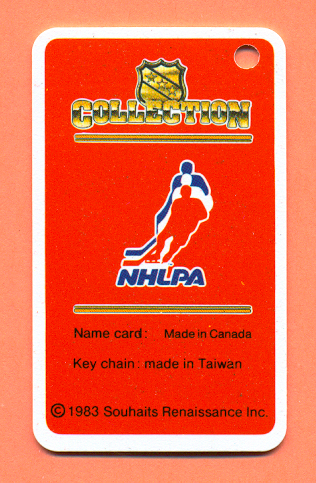 COLLECTION
NHLPA
Name card: Made in Canada
Key chain: made in Taiwan
© 1983 Souhaits Renaissance Inc.